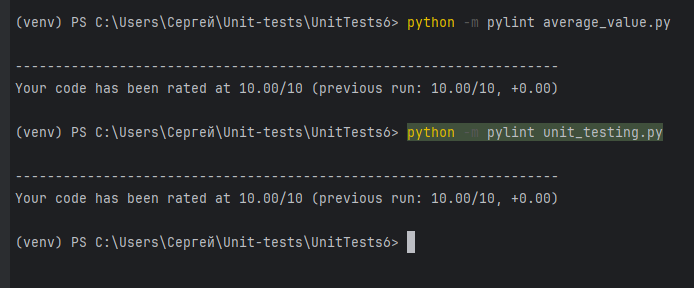 (venv) PS C:\Users\Сергей\Unit-tests\UnitTests6> python -m pylint average_value.py
--------------------------------------------------------------------
Your code has been rated at 10.00/10 (previous run: 10.00/10, +0.00)
(venv) PS C:\Users\Сергей\Unit-tests\UnitTests6> python -m pylint unit_testing.py
--------------------------------------------------------------------
Your code has been rated at 10.00/10 (previous run: 10.00/10, +0.00)
(venv) PS C:\Users\Сергей\Unit-tests\UnitTests6>